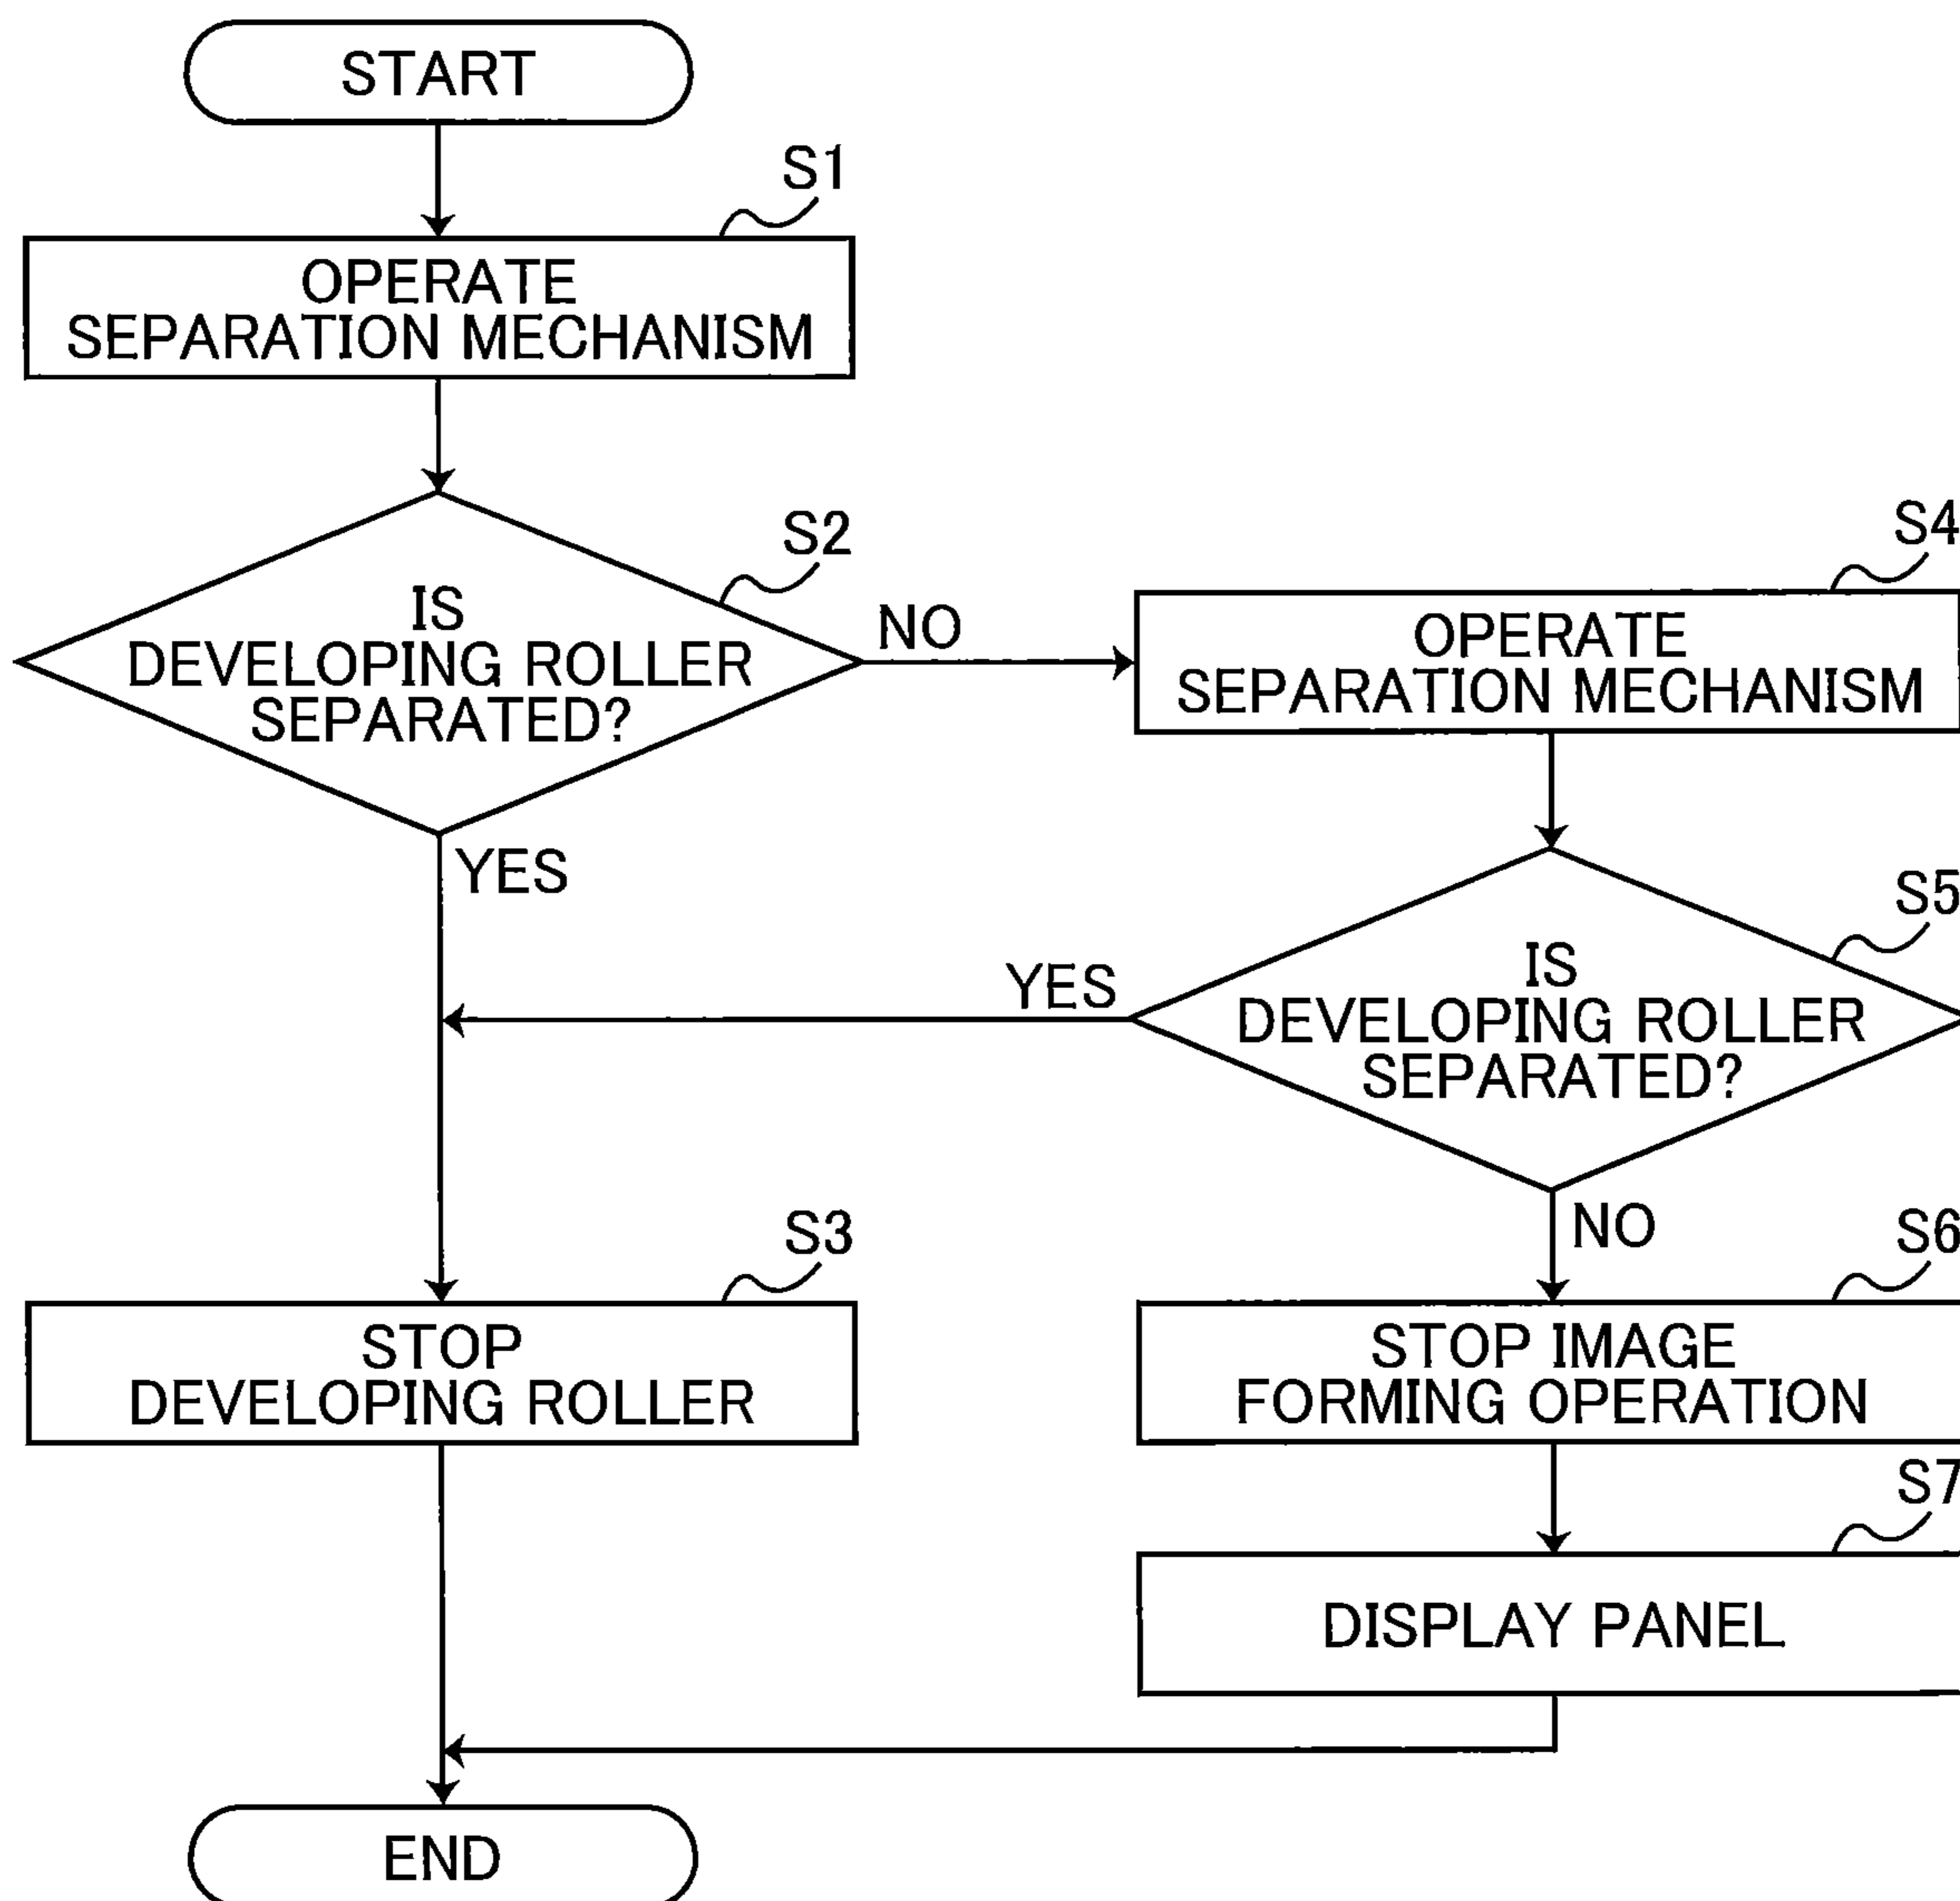 START
S1
OPERATE
SEPARATION MECHANISM
S2
IS
DEVELOPING ROLLER
SEPARATED?
NO
YES
S4
OPERATE
SEPARATION MECHANISM
S5
IS
DEVELOPING ROLLER
SEPARATED?
YES
NO
S3
STOP
DEVELOPING ROLLER
S6
STOP IMAGE
FORMING OPERATION
S7
DISPLAY PANEL
END